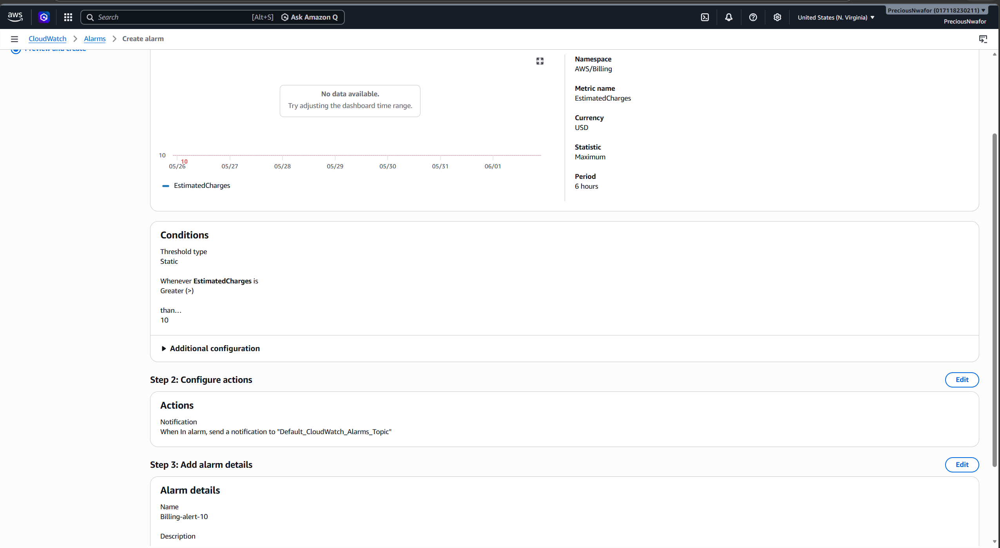 aws
Search
[Alt+S]
Ask Amazon Q
United States (N. Virginia)
PreciousNwafor (017118230211)
PreciousNwafor
CloudWatch
Alarms
Create alarm
Preview and create
No data available.
Try adjusting the dashboard time range.
10
10
05/26
05/27
05/28
05/29
05/30
05/31
06/01
EstimatedCharges
Namespace
AWS/Billing
Metric name
EstimatedCharges
Currency
USD
Statistic
Maximum
Period
6 hours
Conditions
Threshold type
Static
Whenever EstimatedCharges is
Greater (>)
than…
10
Additional configuration
Step 2: Configure actions
Edit
Actions
Notification
When In alarm, send a notification to "Default_CloudWatch_Alarms_Topic"
Step 3: Add alarm details
Edit
Alarm details
Name
Billing-alert-10
Description